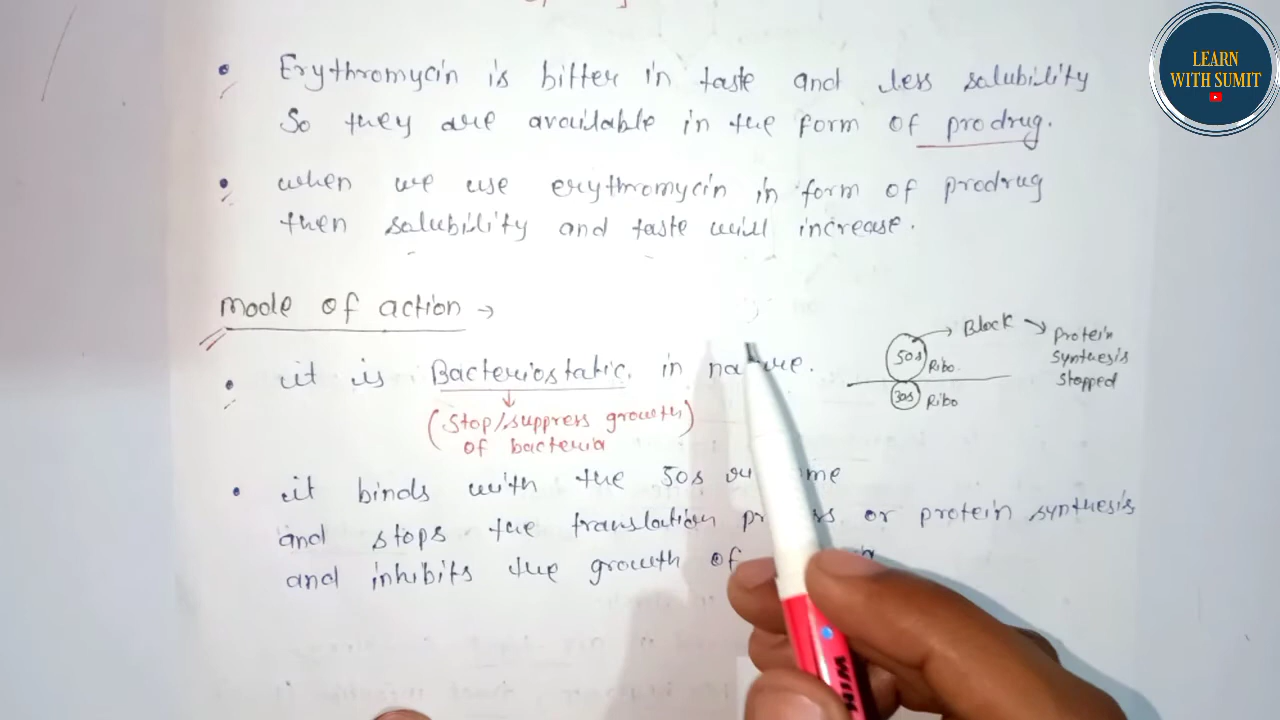 LEARN
WITH SUMIT
• Erythromycin is bitter in taste and less solubility
So they are available in the form of prodrug.
• when we use erythromycin in form of prodrug
then solubility and taste will increase.
Mode of action →
• it is Bacteriostatic in nature.
(Stop/suppress growth
of bacteria)
50s Ribo. → Block → Protein
synthesis
stopped
30s Ribo
• it binds with the 50s
and stops the translation or protein synthesis
and inhibits the growth of
WIN